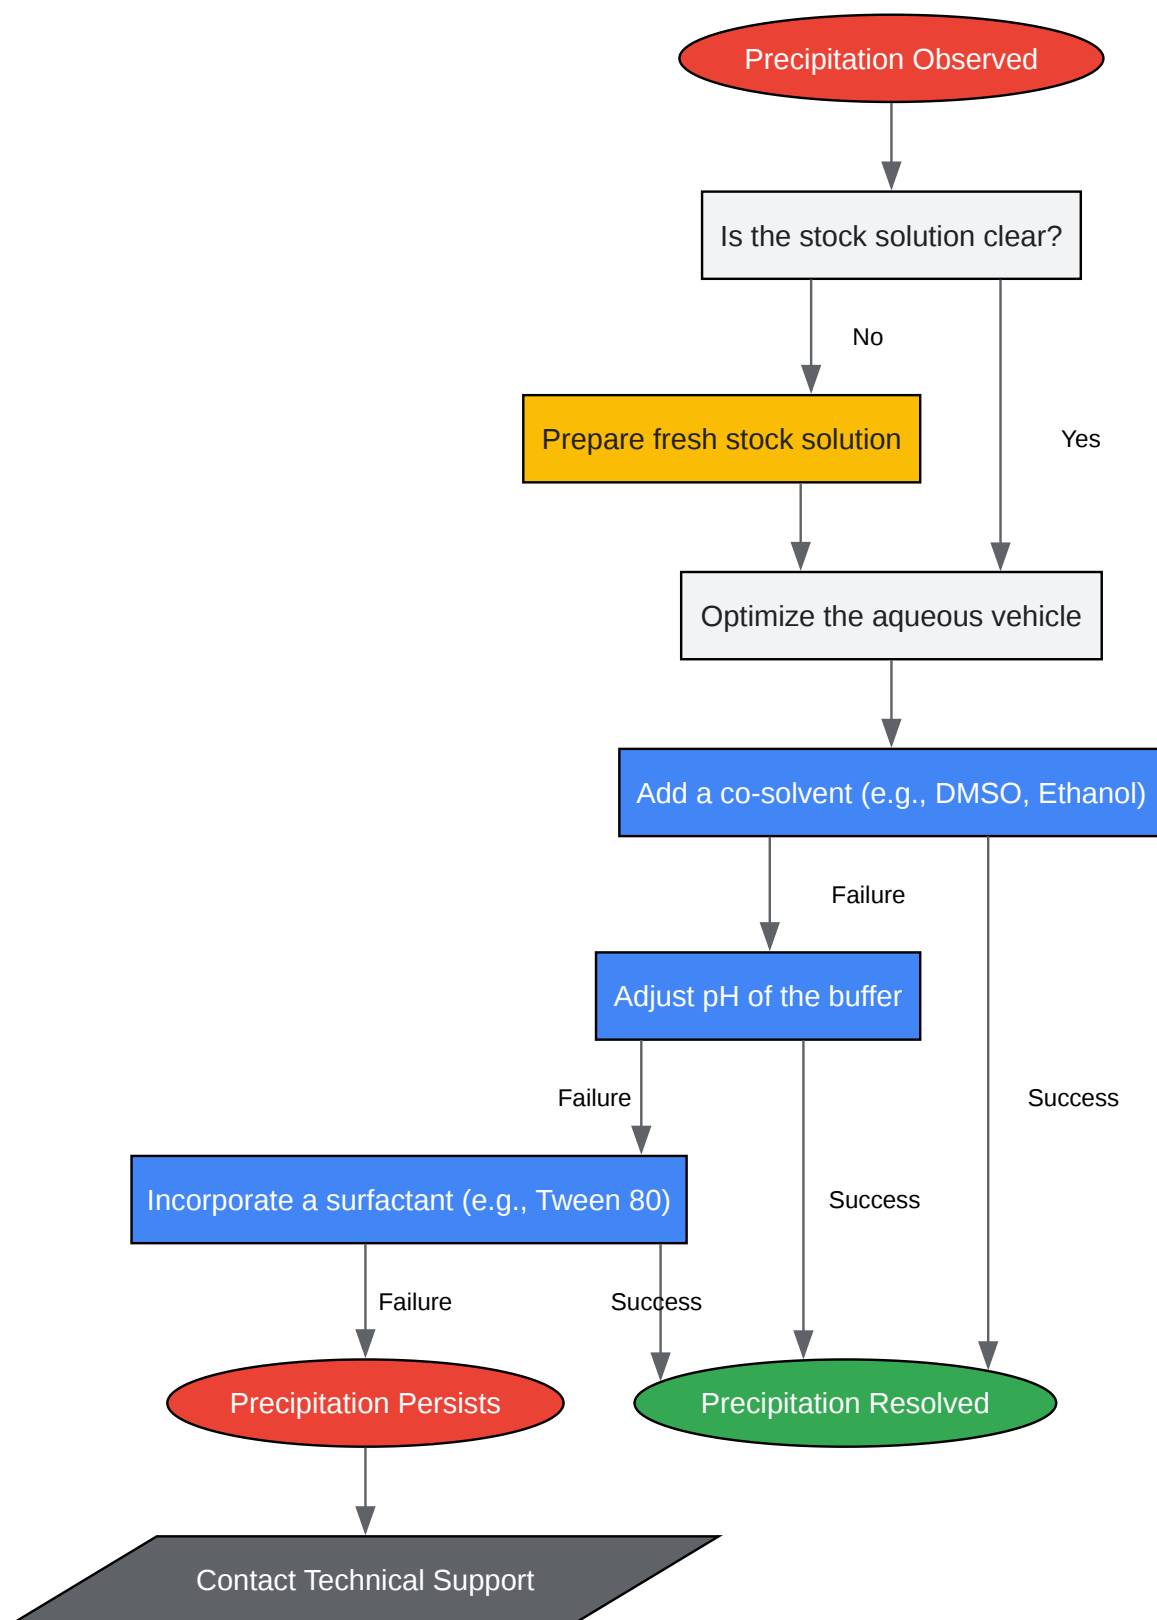 Precipitation Observed
Is the stock solution clear?
No
Prepare fresh stock solution
Yes
Optimize the aqueous vehicle
Add a co-solvent (e.g., DMSO, Ethanol)
Failure
Adjust pH of the buffer
Failure
Success
Incorporate a surfactant (e.g., Tween 80)
Success
Failure
Success
Precipitation Persists
Precipitation Resolved
Contact Technical Support